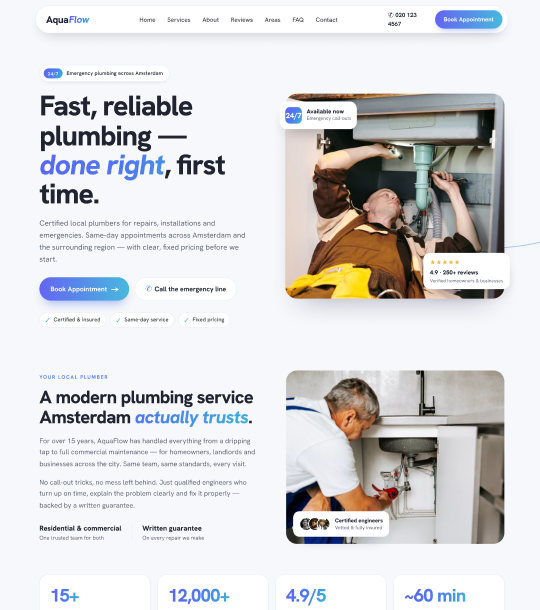 AquaFlow
Home Services About Reviews Areas FAQ Contact
✆ 020 123 4567
Book Appointment
24/7 Emergency plumbing across Amsterdam
Fast, reliable
plumbing —
done right, first
time.
Certified local plumbers for repairs, installations and
emergencies. Same-day appointments across Amsterdam and
the surrounding region — with clear, fixed pricing before we
start.
Book Appointment →
✆ Call the emergency line
✓ Certified & insured
✓ Same-day service
✓ Fixed pricing
24/7
Available now
Emergency call-outs
★★★★★
4.9 · 250+ reviews
Verified homeowners & businesses
YOUR LOCAL PLUMBER
A modern plumbing service
Amsterdam actually trusts.
For over 15 years, AquaFlow has handled everything from a dripping
tap to full commercial maintenance — for homeowners, landlords and
businesses across the city. Same team, same standards, every visit.
No call-out tricks, no mess left behind. Just qualified engineers who
turn up on time, explain the problem clearly and fix it properly —
backed by a written guarantee.
Residential & commercial
One trusted team for both
Written guarantee
On every repair we make
Certified engineers
Vetted & fully insured
15+
12,000+
4.9/5
~60 min